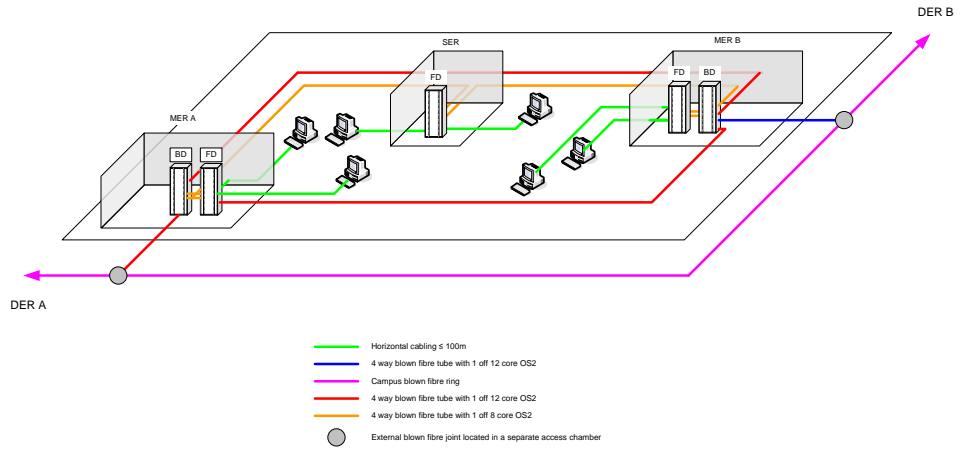 DER B
SER
MER B
FD
FD
BD
MER A
BD
FD
DER A
Horizontal cabling ≤ 100m
4 way blown fibre tube with 1 off 12 core OS2
Campus blown fibre ring
4 way blown fibre tube with 1 off 12 core OS2
4 way blown fibre tube with 1 off 8 core OS2
External blown fibre joint located in a separate access chamber